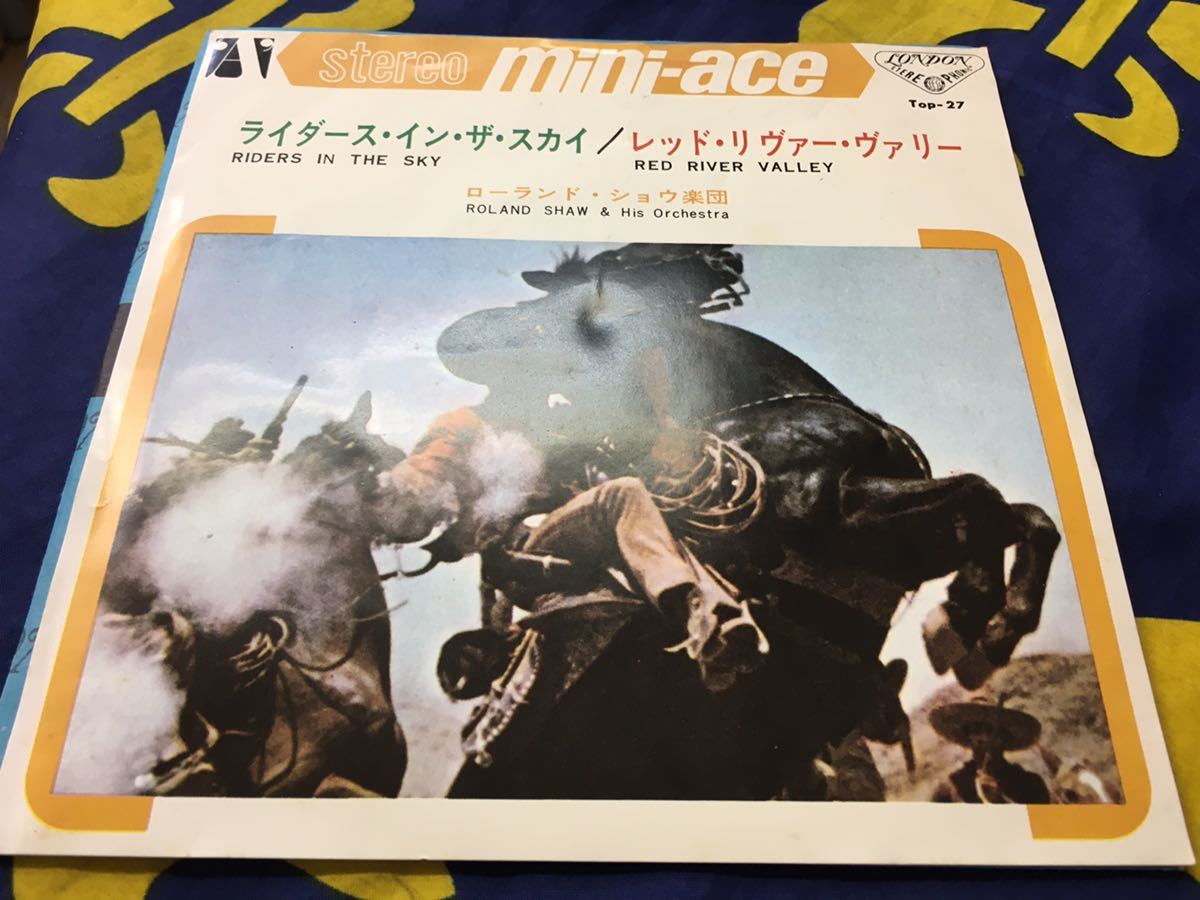 stereo mini-ace
LONDON
STEREOPHONIC
Top-27
ライダース・イン・ザ・スカイ/レッド・リヴァー・ヴァリー
RIDERS IN THE SKY
RED RIVER VALLEY
ローランド・ショウ楽団
ROLAND SHAW & His Orchestra